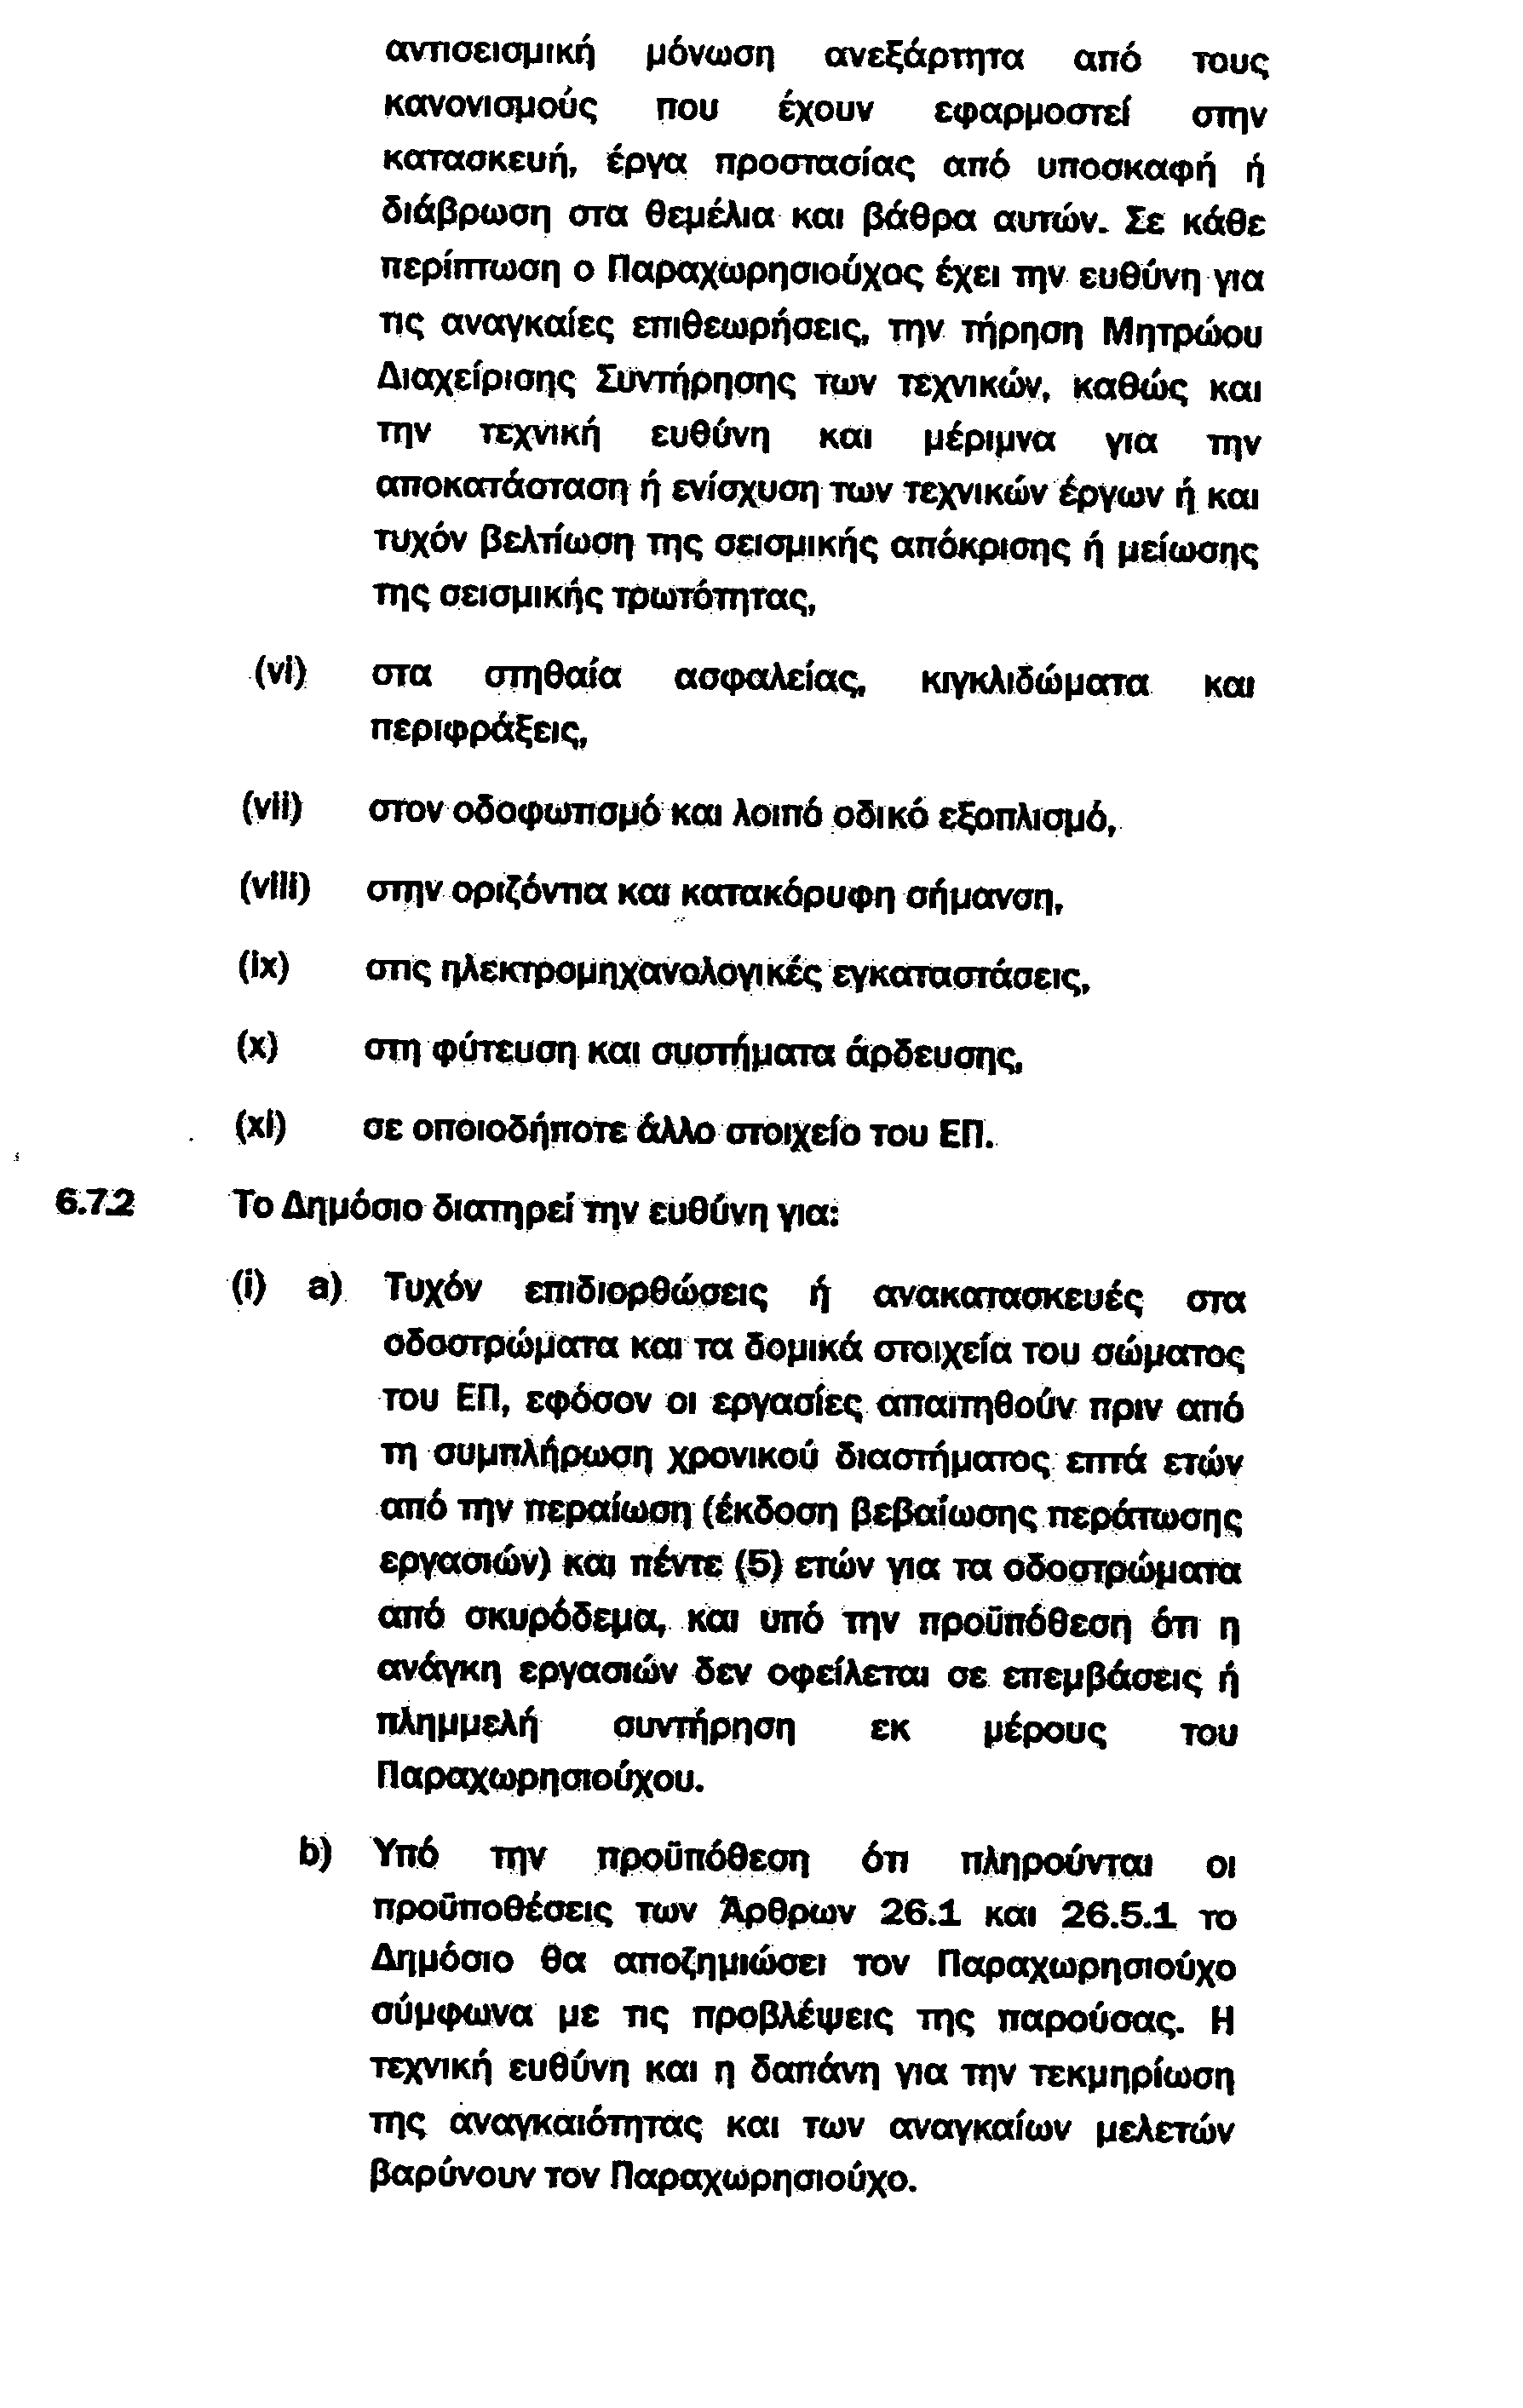 αντισεισμική μόνωση ανεξάρτητα από τους
κανονισμούς που έχουν εφαρμοστεί στην
κατασκευή, έργα προστασίας από υποσκαφή ή
διάβρωση στα θεμέλια και βάθρα αυτών. Σε κάθε
περίπτωση ο Παραχωρησιούχος έχει την ευθύνη για
τις αναγκαίες επιθεωρήσεις, την τήρηση Μητρώου
Διαχείρισης Συντήρησης των τεχνικών, καθώς και
την τεχνική ευθύνη και μέριμνα για την
αποκατάσταση ή ενίσχυση των τεχνικών έργων ή και
τυχόν βελτίωση της σεισμικής απόκρισης ή μείωσης
της σεισμικής τρωτότητας,
(vi) στα στηθαία ασφαλείας, κιγκλιδώματα και
περιφράξεις,
(vii) στον οδοφωτισμό και λοιπό οδικό εξοπλισμό,
(viii) στην οριζόντια και κατακόρυφη σήμανση,
(ix) στις ηλεκτρομηχανολογικές εγκαταστάσεις,
(x) στη φύτευση και συστήματα άρδευσης,
(xi) σε οποιοδήποτε άλλο στοιχείο του ΕΠ.
6.7.2 Το Δημόσιο διατηρεί την ευθύνη για:
(i) a) Τυχόν επιδιορθώσεις ή ανακατασκευές στα
οδοστρώματα και τα δομικά στοιχεία του σώματος
του ΕΠ, εφόσον οι εργασίες απαιτηθούν πριν από
τη συμπλήρωση χρονικού διαστήματος επτά ετών
από την περαίωση (έκδοση βεβαίωσης περάτωσης
εργασιών) και πέντε (5) ετών για τα οδοστρώματα
από σκυρόδεμα, και υπό την προϋπόθεση ότι η
ανάγκη εργασιών δεν οφείλεται σε επεμβάσεις ή
πλημμελή συντήρηση εκ μέρους του
Παραχωρησιούχου.
b) Υπό την προϋπόθεση ότι πληρούνται οι
προϋποθέσεις των Άρθρων 26.1 και 26.5.1 το
Δημόσιο θα αποζημιώσει τον Παραχωρησιούχο
σύμφωνα με τις προβλέψεις της παρούσας. Η
τεχνική ευθύνη και η δαπάνη για την τεκμηρίωση
της αναγκαιότητας και των αναγκαίων μελετών
βαρύνουν τον Παραχωρησιούχο.